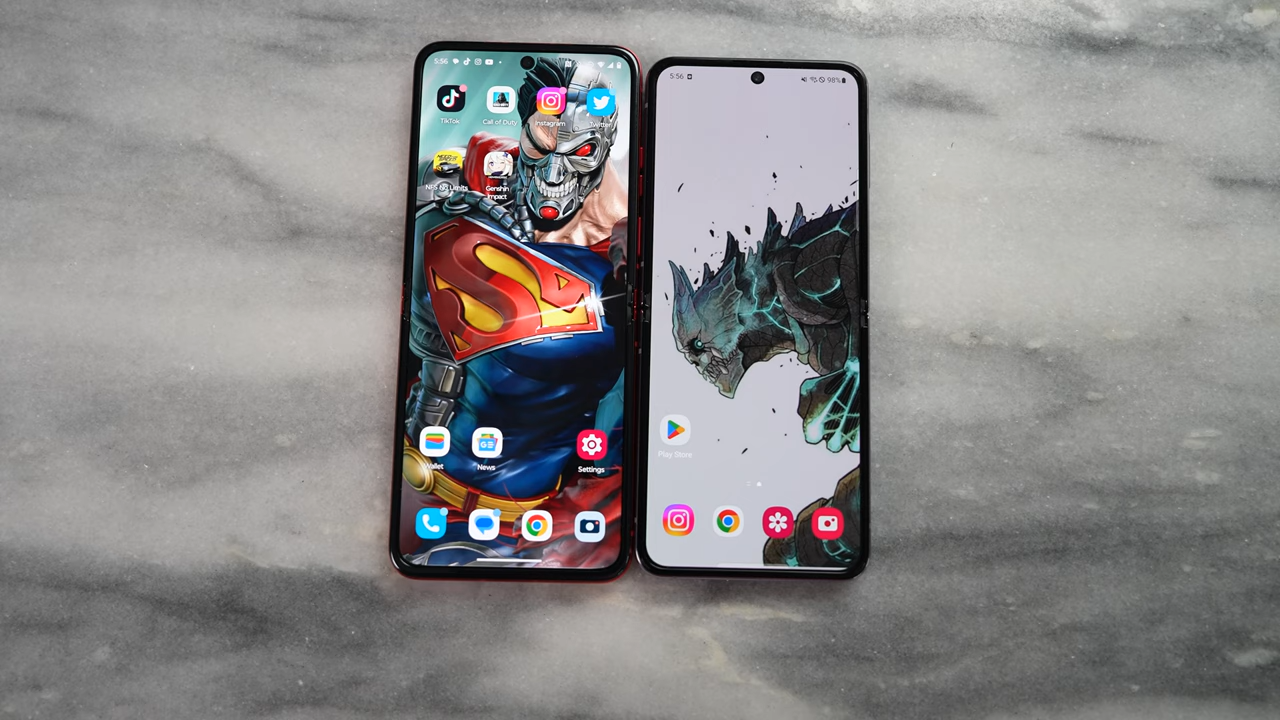 5:56
TikTok
Call of Duty
Instagram
Twitter
NFS No Limits
Genshin
Impact
Wallet
News
Settings
5:56
98%
Play Store